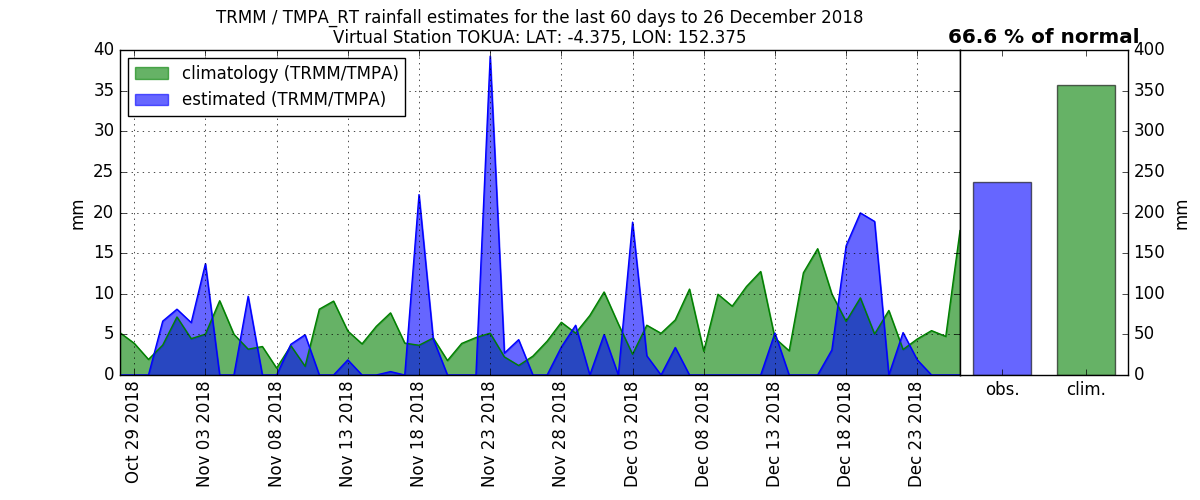 TRMM / TMPA_RT rainfall estimates for the last 60 days to 26 December 2018
Virtual Station TOKUA: LAT: -4.375, LON: 152.375
66.6 % of normal
climatology (TRMM/TMPA)
estimated (TRMM/TMPA)
40
35
30
25
20
15
10
5
0
mm
400
350
300
250
200
150
100
50
0
mm
Oct 29 2018
Nov 03 2018
Nov 08 2018
Nov 13 2018
Nov 18 2018
Nov 23 2018
Nov 28 2018
Dec 03 2018
Dec 08 2018
Dec 13 2018
Dec 18 2018
Dec 23 2018
obs.
clim.